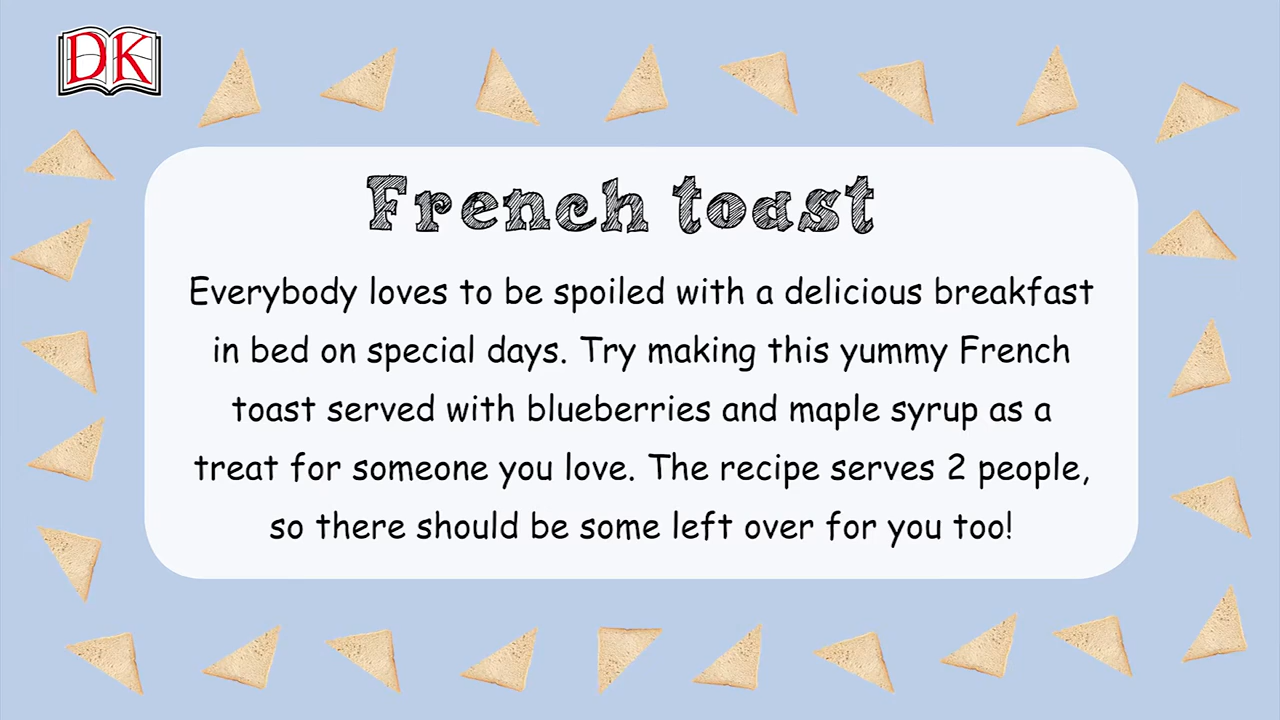 DK
French toast
Everybody loves to be spoiled with a delicious breakfast
in bed on special days. Try making this yummy French
toast served with blueberries and maple syrup as a
treat for someone you love. The recipe serves 2 people,
so there should be some left over for you too!